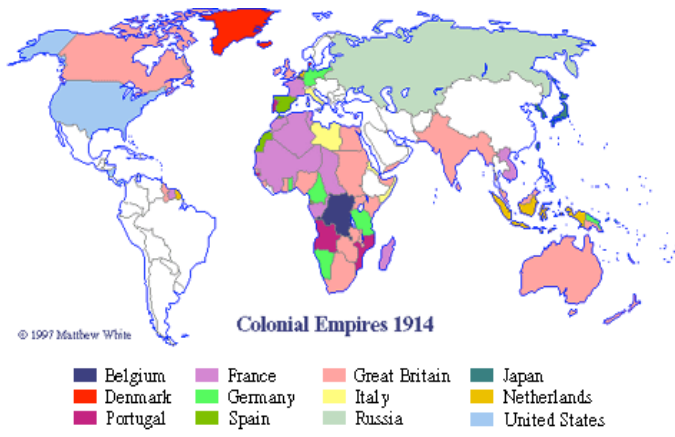 © 1997 Matthew White
Colonial Empires 1914
Belgium France Great Britain Japan
Denmark Germany Italy Netherlands
Portugal Spain Russia United States